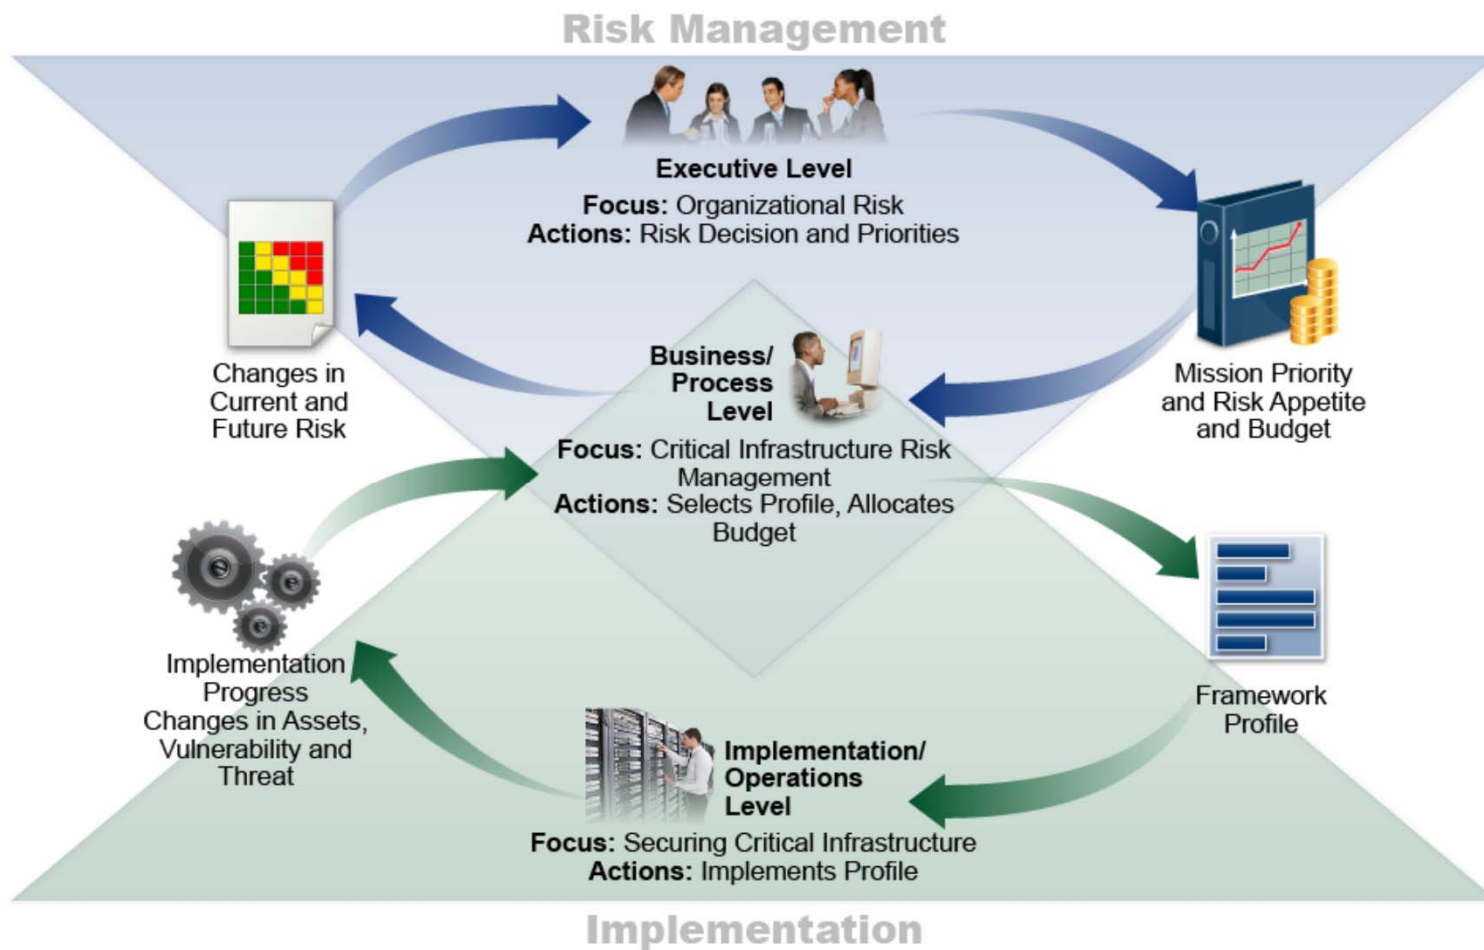 Risk Management
Executive Level
Focus: Organizational Risk
Actions: Risk Decision and Priorities
Changes in
Current and
Future Risk
Business/
Process
Level
Focus: Critical Infrastructure Risk
Management
Actions: Selects Profile, Allocates
Budget
Mission Priority
and Risk Appetite
and Budget
Implementation
Progress
Changes in Assets,
Vulnerability and
Threat
Framework
Profile
Implementation/
Operations
Level
Focus: Securing Critical Infrastructure
Actions: Implements Profile
Implementation